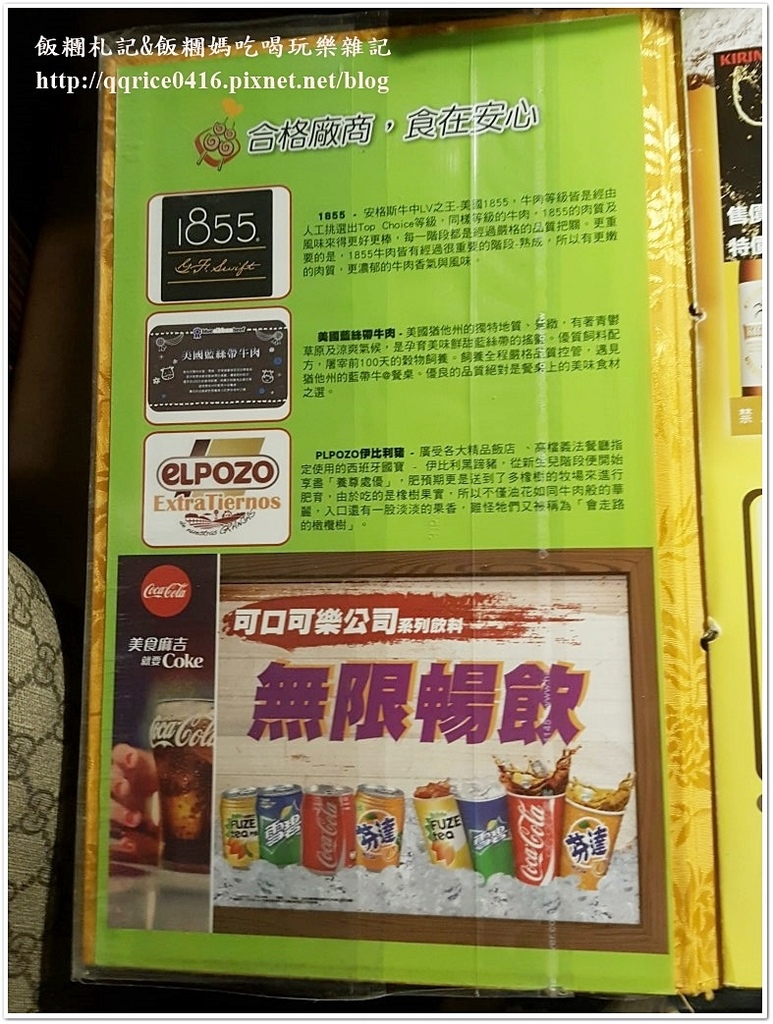 飯糰札記&飯糰媽吃喝玩樂雜記
http://qqrice0416.pixnet.net/blog
合格廠商，食在安心
1855
G.F. Swift
1855 - 安格斯牛中LV之王-美國1855，牛肉等級皆是經由
人工挑選出Top Choice等級，同樣等級的牛肉，1855的肉質及
風味來得更好更棒，每一階段都是經過嚴格的品質把關。更重
要的是，1855牛肉皆有經過很重要的階段-熟成，所以有更嫩
的肉質，更濃郁的牛肉香氣與風味。
美國藍絲帶牛肉
美國藍絲帶牛肉 - 美國猶他州的獨特地質、景緻，有著青鬱
草原及涼爽氣候，是孕育美味鮮甜藍絲帶的搖籃。優質飼料配
方，屠宰前100天的穀物飼養。飼養全程嚴格品質控管，遇見
猶他州的藍帶牛@餐桌。優良的品質絕對是餐桌上的美味食材
之選。
ELPOZO
ExtraTiernos
PLPOZO伊比利豬 - 廣受各大精品飯店 、高檔義法餐廳指
定使用的西班牙國寶 - 伊比利黑蹄豬，從新生兒階段便開始
享盡「養尊處優」，肥預期更是送到了多橡樹的牧場來進行
肥育，由於吃的是橡樹果實，所以不僅油花如同牛肉般的華
麗，入口還有一股淡淡的果香，難怪牠們又被稱為「會走路
的橄欖樹」。
Coca-Cola
美食麻吉
就要Coke
Coca-Cola
可口可樂公司系列飲料
無限暢飲
FUZE tea
雪碧
Coca-Cola
芬達
FUZE tea
雪碧
Coca-Cola
芬達
KIRIN
售價
特價
禁